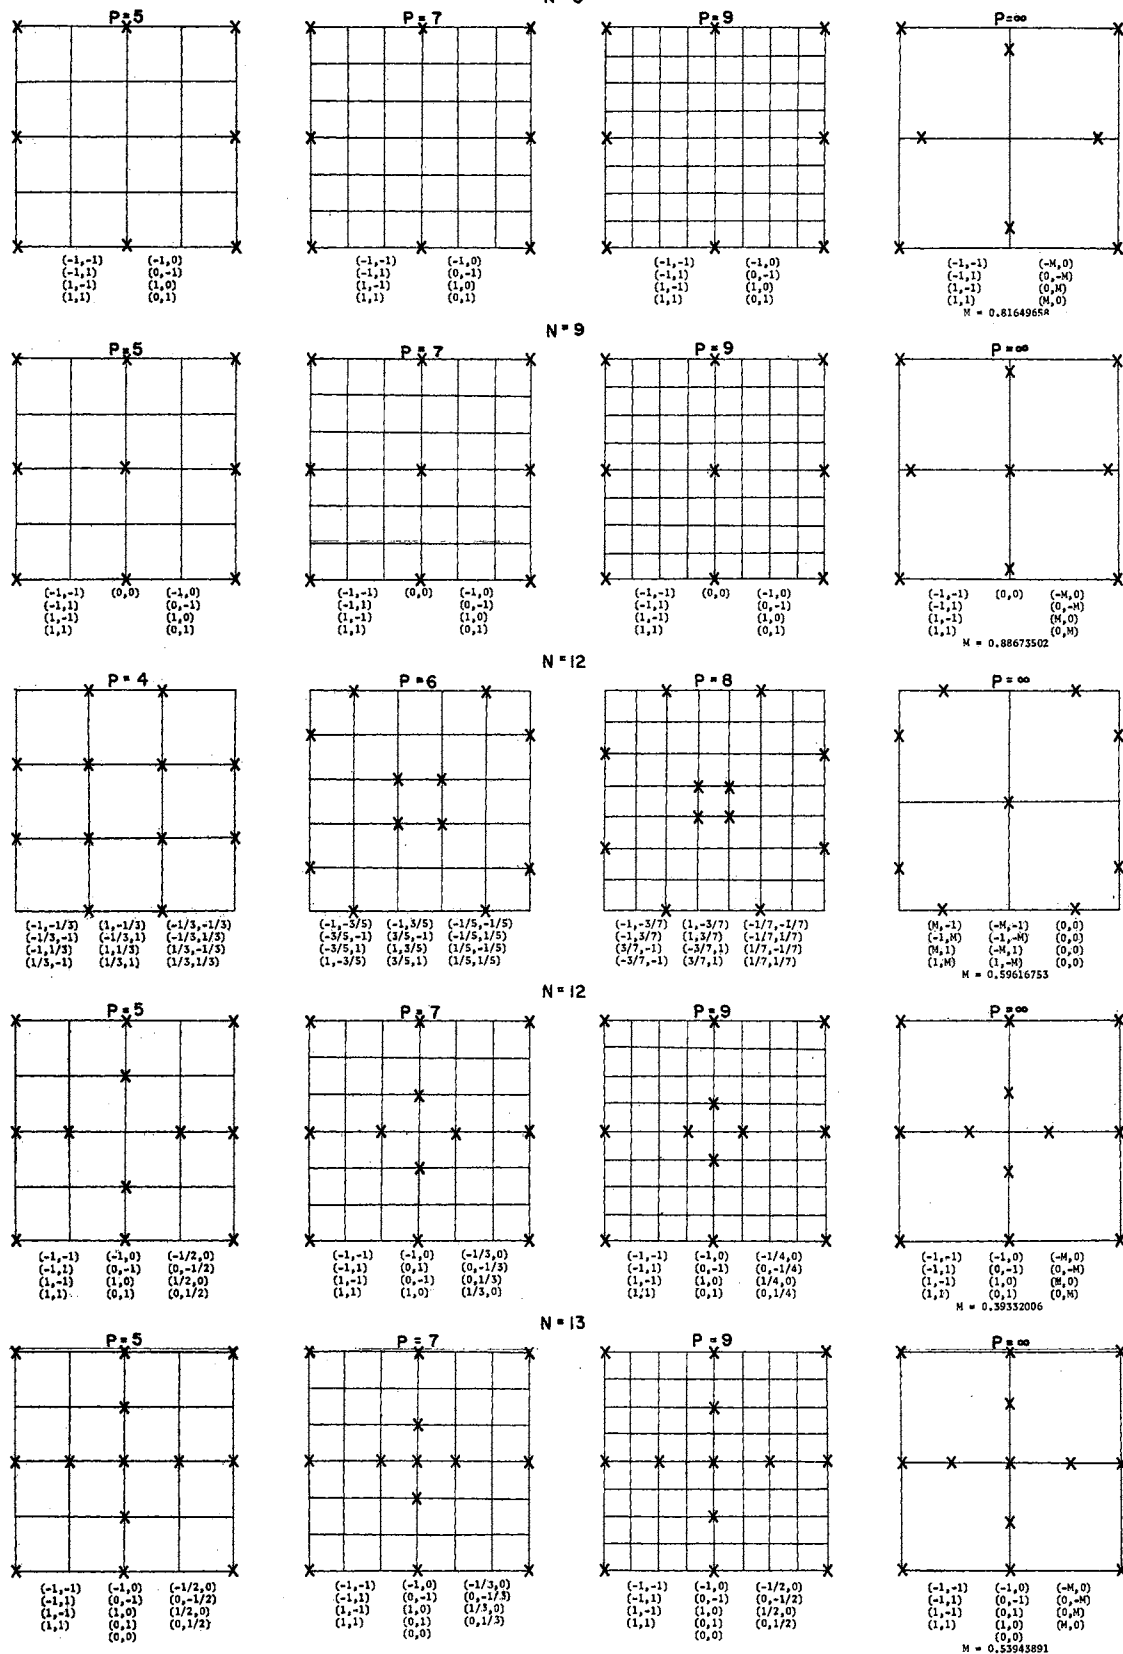 P=5 P=7 P=9 P=∞
(-1,-1) (-1,0) (-1,-1) (-1,0) (-1,-1) (-1,0) (-1,-1) (-M,0)
(-1,1) (0,-1) (-1,1) (0,-1) (-1,1) (0,-1) (-1,1) (0,-M)
(1,-1) (1,0) (1,-1) (1,0) (1,-1) (1,0) (1,-1) (0,M)
(1,1) (0,1) (1,1) (0,1) (1,1) (0,1) (1,1) (M,0)
M = 0.81649658
N=9
P=5 P=7 P=9 P=∞
(-1,-1) (0,0) (-1,0) (-1,-1) (0,0) (-1,0) (-1,-1) (0,0) (-1,0) (-1,-1) (0,0) (-M,0)
(-1,1) (0,-1) (-1,1) (0,-1) (-1,1) (0,-1) (-1,1) (0,-M)
(1,-1) (1,0) (1,-1) (1,0) (1,-1) (1,0) (1,-1) (M,0)
(1,1) (0,1) (1,1) (0,1) (1,1) (0,1) (1,1) (0,M)
M = 0.88673502
N=12
P=4 P=6 P=8 P=∞
(-1,-1/3) (1,-1/3) (-1/3,-1/3) (-1,-3/5) (-1,3/5) (-1/5,-1/5) (-1,-3/7) (1,-3/7) (-1/7,-1/7) (M,-1) (-M,-1) (0,0)
(-1/3,-1) (-1/3,1) (-1/3,1/3) (-3/5,-1) (3/5,-1) (-1/5,1/5) (-1,3/7) (1,3/7) (-1/7,1/7) (-1,M) (-1,-M) (0,0)
(-1,1/3) (1,1/3) (1/3,-1/3) (-3/5,1) (1,3/5) (1/5,-1/5) (3/7,-1) (-3/7,1) (1/7,-1/7) (M,1) (-M,1) (0,0)
(1/3,-1) (1/3,1) (1/3,1/3) (1,-3/5) (3/5,1) (1/5,1/5) (-3/7,-1) (3/7,1) (1/7,1/7) (1,M) (1,-M) (0,0)
M = 0.59616753
N=12
P=5 P=7 P=9 P=∞
(-1,-1) (-1,0) (-1/2,0) (-1,-1) (-1,0) (-1/3,0) (-1,-1) (-1,0) (-1/4,0) (-1,-1) (-1,0) (-M,0)
(-1,1) (0,-1) (0,-1/2) (-1,1) (0,1) (0,-1/3) (-1,1) (0,-1) (0,-1/4) (-1,1) (0,-1) (0,-M)
(1,-1) (1,0) (1/2,0) (1,-1) (0,-1) (0,1/3) (1,-1) (1,0) (1/4,0) (1,-1) (1,0) (M,0)
(1,1) (0,1) (0,1/2) (1,1) (1,0) (1/3,0) (1,1) (0,1) (0,1/4) (1,1) (0,1) (0,M)
M = 0.39332006
N=13
P=5 P=7 P=9 P=∞
(-1,-1) (-1,0) (-1/2,0) (-1,-1) (-1,0) (-1/3,0) (-1,-1) (-1,0) (-1/2,0) (-1,-1) (-1,0) (-M,0)
(-1,1) (0,-1) (0,-1/2) (-1,1) (0,-1) (0,-1/3) (-1,1) (0,-1) (0,-1/2) (-1,1) (0,-1) (0,-M)
(1,-1) (1,0) (1/2,0) (-1,1) (1,0) (1/3,0) (1,-1) (1,0) (1/2,0) (1,-1) (0,1) (0,M)
(1,1) (0,1) (0,1/2) (1,1) (0,1) (0,1/3) (1,1) (0,1) (0,1/2) (1,1) (1,0) (M,0)
(0,0) (0,0) (0,0) (0,0)
M = 0.53943891